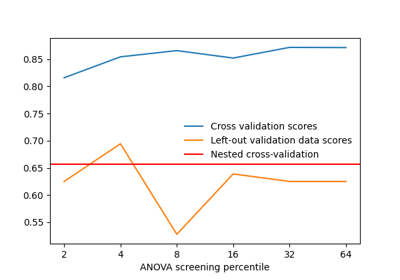 0.85
0.80
0.75
0.70
0.65
0.60
0.55
Cross validation scores
Left-out validation data scores
Nested cross-validation
2 4 8 16 32 64
ANOVA screening percentile